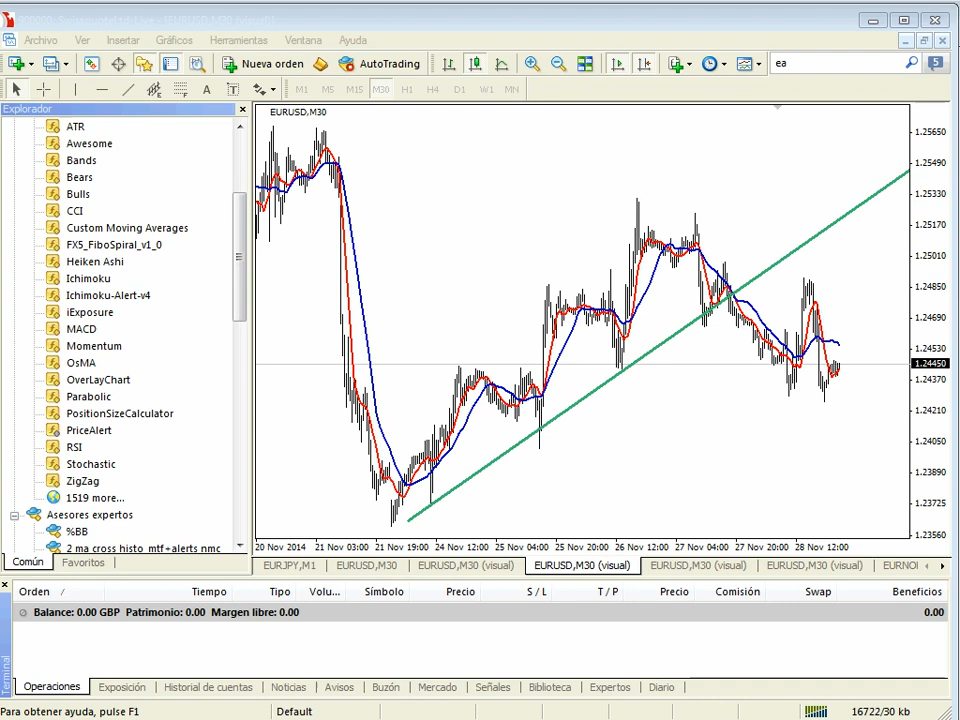 Archivo Ver Insertar Gráficos Herramientas Ventana Ayuda
Nueva orden AutoTrading ea 5
A T M1 M5 M15 M30 H1 H4 D1 W1 MN
Explorador
ATR
Awesome
Bands
Bears
Bulls
CCI
Custom Moving Averages
FX5_FiboSpiral_v1_0
Heiken Ashi
Ichimoku
Ichimoku-Alert-v4
iExposure
MACD
Momentum
OsMA
OverLayChart
Parabolic
PositionSizeCalculator
PriceAlert
RSI
Stochastic
ZigZag
1519 more...
Asesores expertos
%BB
2 ma cross histo mtf+alerts nmc
Común Favoritos
EURUSD,M30
1.25650
1.25490
1.25330
1.25170
1.25010
1.24850
1.24690
1.24530
1.24450
1.24370
1.24210
1.24050
1.23890
1.23725
1.23560
20 Nov 2014 21 Nov 03:00 21 Nov 19:00 24 Nov 12:00 25 Nov 04:00 25 Nov 20:00 26 Nov 12:00 27 Nov 04:00 27 Nov 20:00 28 Nov 12:00
EURJPY,M1 EURUSD,M30 EURUSD,M30 (visual) EURUSD,M30 (visual) EURUSD,M30 (visual) EURUSD,M30 (visual) EURNOI
Orden / Tiempo Tipo Volu... Símbolo Precio S / L T / P Precio Comisión Swap Beneficios
Balance: 0.00 GBP Patrimonio: 0.00 Margen libre: 0.00 0.00
Terminal
Operaciones Exposición Historial de cuentas Noticias Avisos Buzón Mercado Señales Biblioteca Expertos Diario
Para obtener ayuda, pulse F1 Default 16722/30 kb